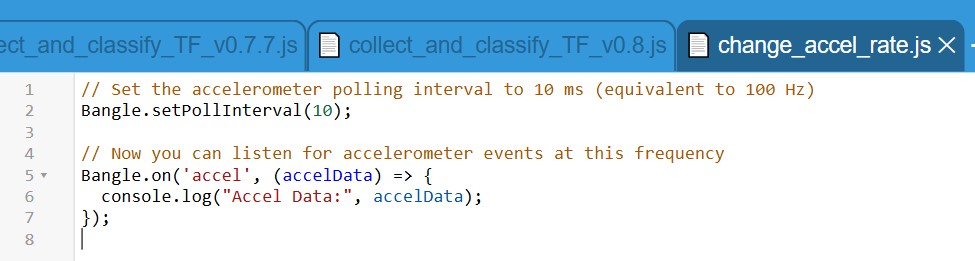 ect_and_classify_TF_v0.7.7.js collect_and_classify_TF_v0.8.js change_accel_rate.js
1 // Set the accelerometer polling interval to 10 ms (equivalent to 100 Hz)
2 Bangle.setPollInterval(10);
3
4 // Now you can listen for accelerometer events at this frequency
5 Bangle.on('accel', (accelData) => {
6 console.log("Accel Data:", accelData);
7 });
8